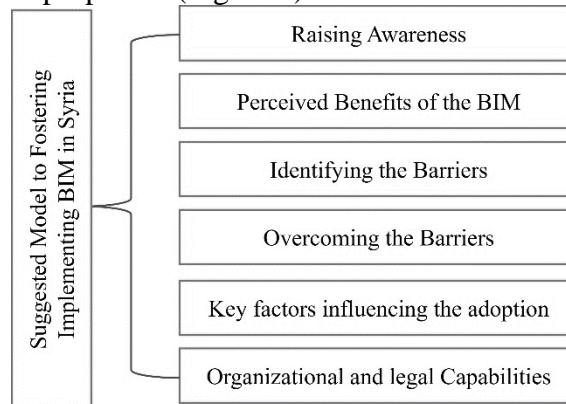 Raising Awareness
Suggested Model to Fostering
Implementing BIM in Syria
Perceived Benefits of the BIM
Identifying the Barriers
Overcoming the Barriers
Key factors influencing the adoption
Organizational and legal Capabilities